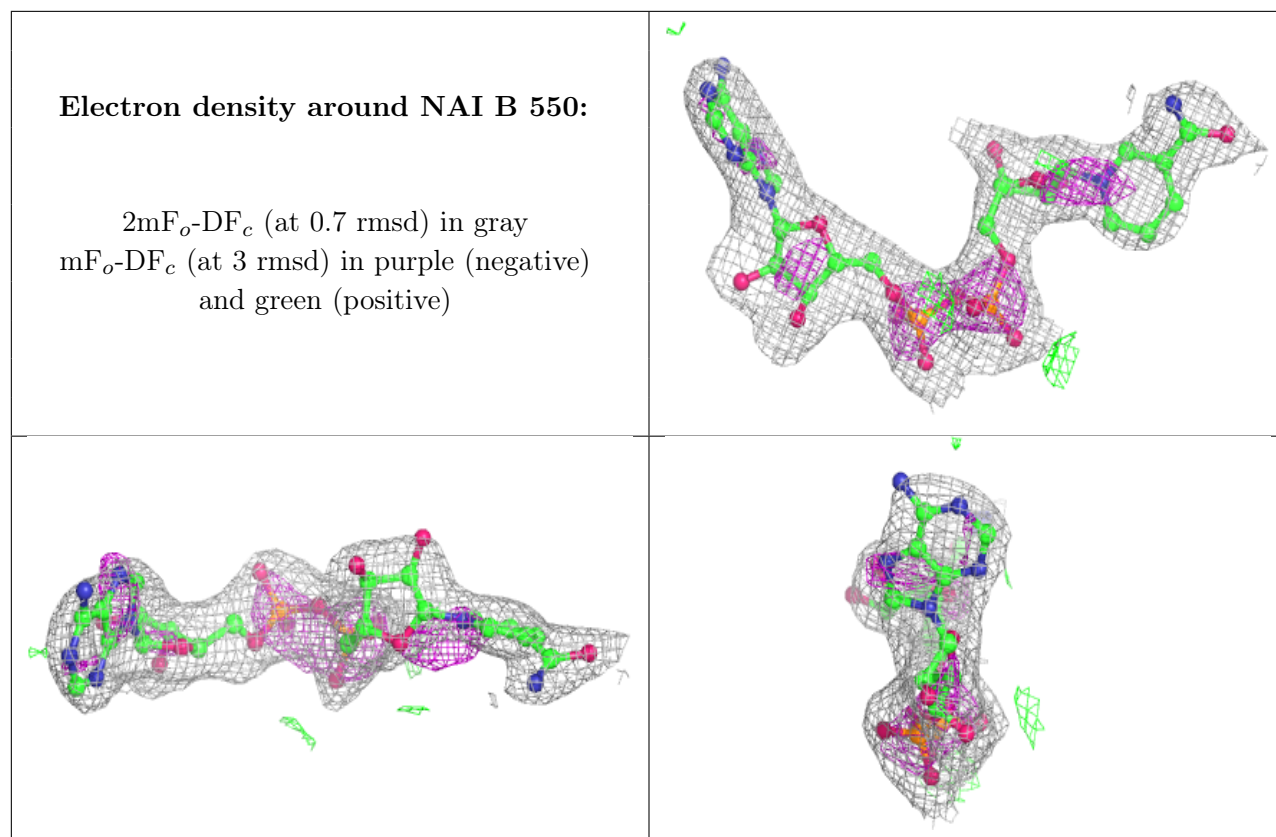 Electron density around NAI B 550:
2mFo-DFc (at 0.7 rmsd) in gray
mFo-DFc (at 3 rmsd) in purple (negative)
and green (positive)